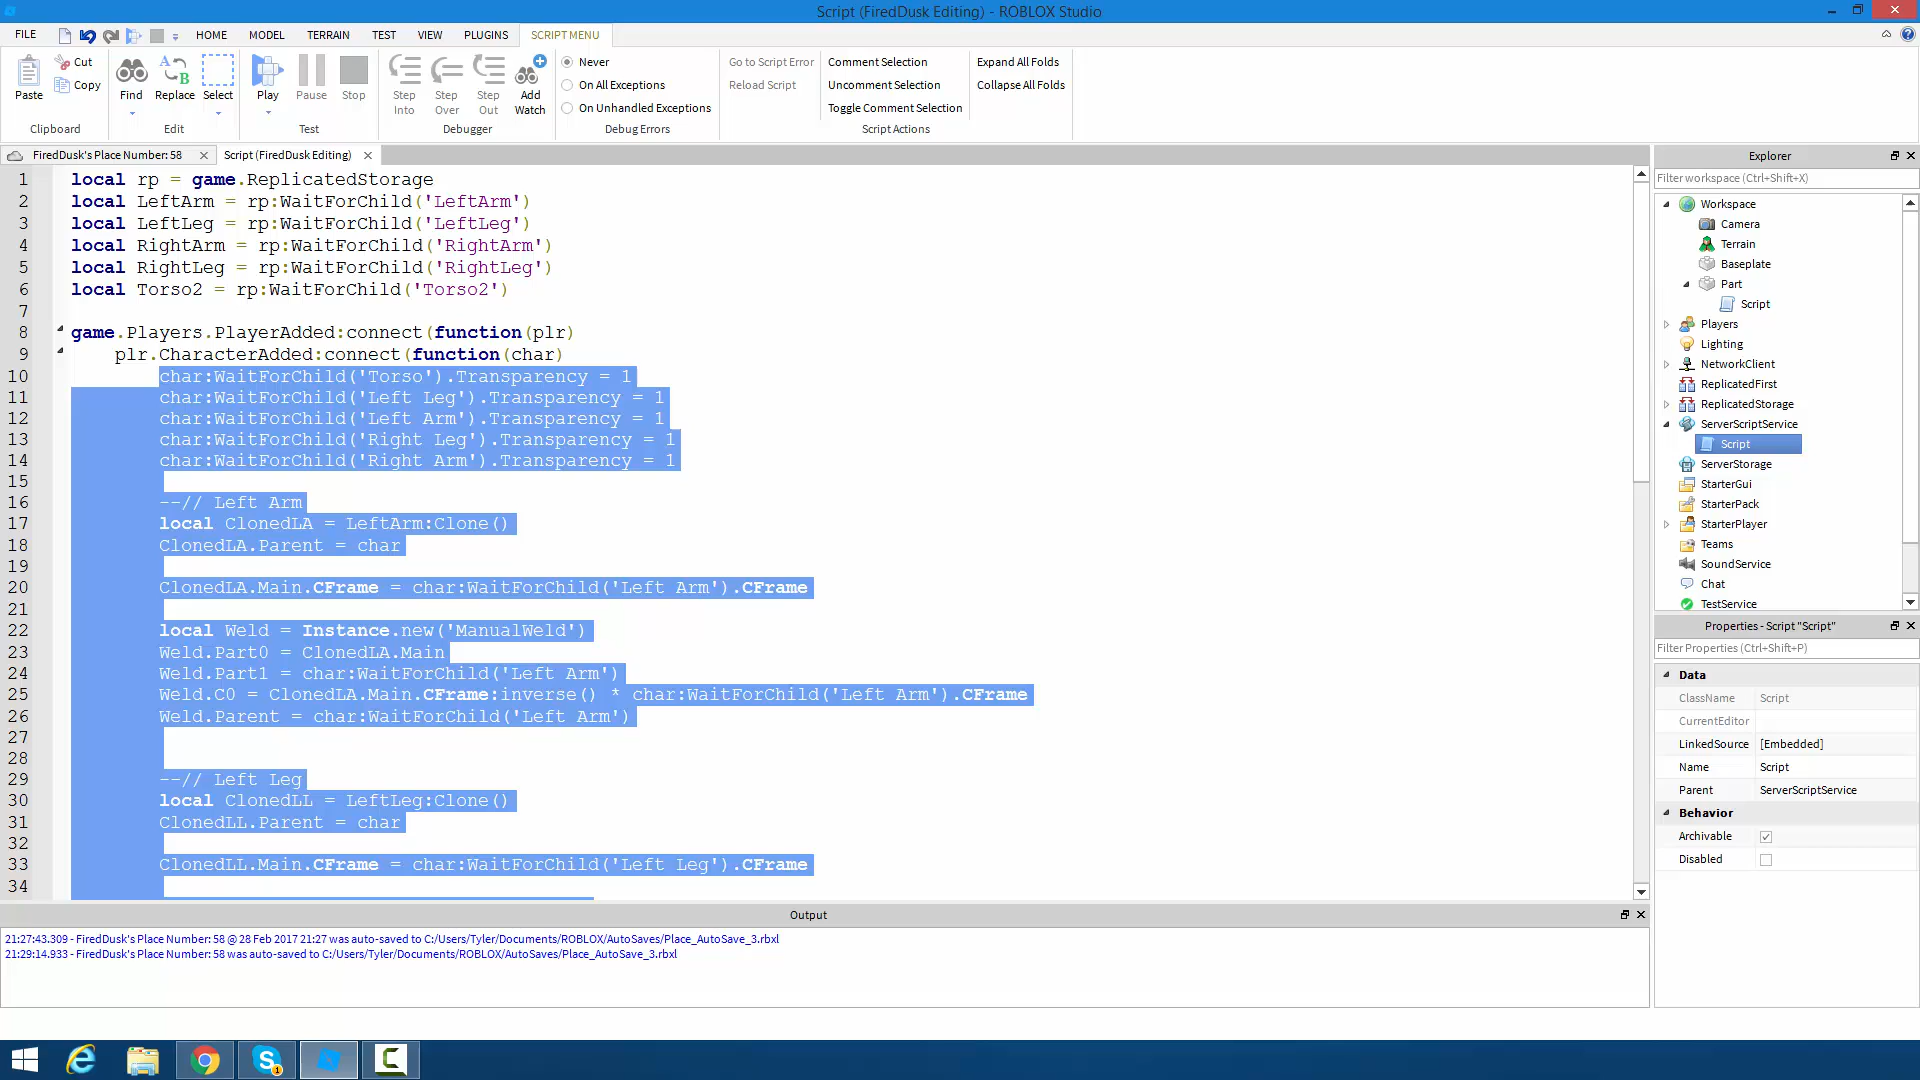 Script (FiredDusk Editing) - ROBLOX Studio
FILE HOME MODEL TERRAIN TEST VIEW PLUGINS SCRIPT MENU
Paste
Cut
Copy
Clipboard
Find
Replace
Select
Edit
Play
Pause
Stop
Test
Step Into
Step Over
Step Out
Add Watch
Debugger
Never
On All Exceptions
On Unhandled Exceptions
Debug Errors
Go to Script Error
Reload Script
Comment Selection
Uncomment Selection
Toggle Comment Selection
Expand All Folds
Collapse All Folds
Script Actions
FiredDusk's Place Number: 58
Script (FiredDusk Editing)
1 local rp = game.ReplicatedStorage
2 local LeftArm = rp:WaitForChild('LeftArm')
3 local LeftLeg = rp:WaitForChild('LeftLeg')
4 local RightArm = rp:WaitForChild('RightArm')
5 local RightLeg = rp:WaitForChild('RightLeg')
6 local Torso2 = rp:WaitForChild('Torso2')
7
8 game.Players.PlayerAdded:connect(function(plr)
9 plr.CharacterAdded:connect(function(char)
10 char:WaitForChild('Torso').Transparency = 1
11 char:WaitForChild('Left Leg').Transparency = 1
12 char:WaitForChild('Left Arm').Transparency = 1
13 char:WaitForChild('Right Leg').Transparency = 1
14 char:WaitForChild('Right Arm').Transparency = 1
15
16 --// Left Arm
17 local ClonedLA = LeftArm:Clone()
18 ClonedLA.Parent = char
19
20 ClonedLA.Main.CFrame = char:WaitForChild('Left Arm').CFrame
21
22 local Weld = Instance.new('ManualWeld')
23 Weld.Part0 = ClonedLA.Main
24 Weld.Part1 = char:WaitForChild('Left Arm')
25 Weld.C0 = ClonedLA.Main.CFrame:inverse() * char:WaitForChild('Left Arm').CFrame
26 Weld.Parent = char:WaitForChild('Left Arm')
27
28
29 --// Left Leg
30 local ClonedLL = LeftLeg:Clone()
31 ClonedLL.Parent = char
32
33 ClonedLL.Main.CFrame = char:WaitForChild('Left Leg').CFrame
34
Explorer
Filter workspace (Ctrl+Shift+X)
Workspace
Camera
Terrain
Baseplate
Part
Script
Players
Lighting
NetworkClient
ReplicatedFirst
ReplicatedStorage
ServerScriptService
Script
ServerStorage
StarterGui
StarterPack
StarterPlayer
Teams
SoundService
Chat
TestService
Properties - Script "Script"
Filter Properties (Ctrl+Shift+P)
Data
ClassName Script
CurrentEditor
LinkedSource [Embedded]
Name Script
Parent ServerScriptService
Behavior
Archivable
Disabled
Output
21:27:43.309 - FiredDusk's Place Number: 58 @ 28 Feb 2017 21:27 was auto-saved to C:/Users/Tyler/Documents/ROBLOX/AutoSaves/Place_AutoSave_3.rbxl
21:29:14.933 - FiredDusk's Place Number: 58 was auto-saved to C:/Users/Tyler/Documents/ROBLOX/AutoSaves/Place_AutoSave_3.rbxl